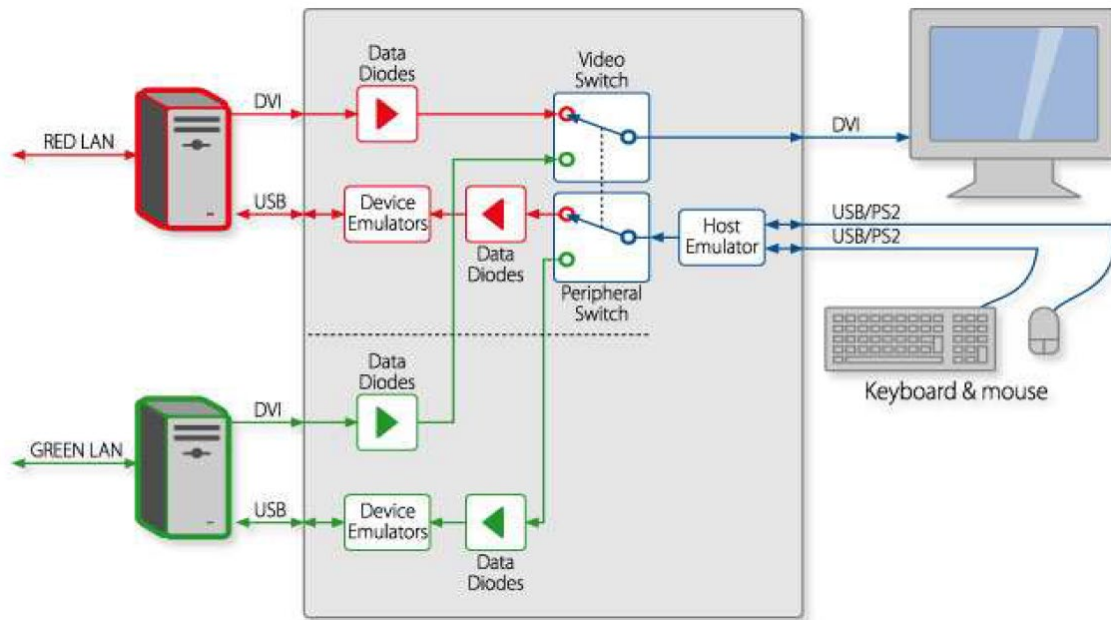 Data
Diodes
Video
Switch
DVI
DVI
RED LAN
USB
Device
Emulators
Data
Diodes
Host
Emulator
USB/PS2
USB/PS2
Peripheral
Switch
Keyboard & mouse
Data
Diodes
DVI
GREEN LAN
USB
Device
Emulators
Data
Diodes